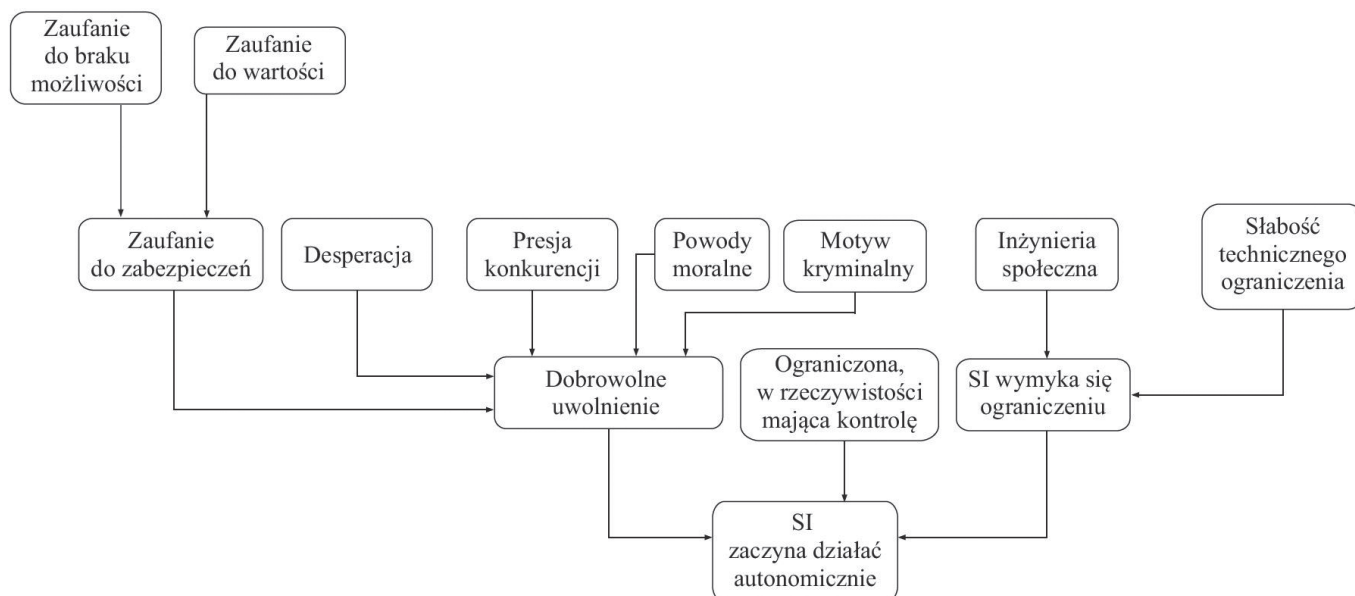 Zaufanie
do braku
możliwości
Zaufanie
do wartości
Zaufanie
do zabezpieczeń
Desperacja
Presja
konkurencji
Powody
moralne
Motyw
kryminalny
Inżynieria
społeczna
Słabość
technicznego
ograniczenia
Dobrowolne
uwolnienie
Ograniczona,
w rzeczywistości
mająca kontrolę
SI wymyka się
ograniczeniu
SI
zaczyna działać
autonomicznie